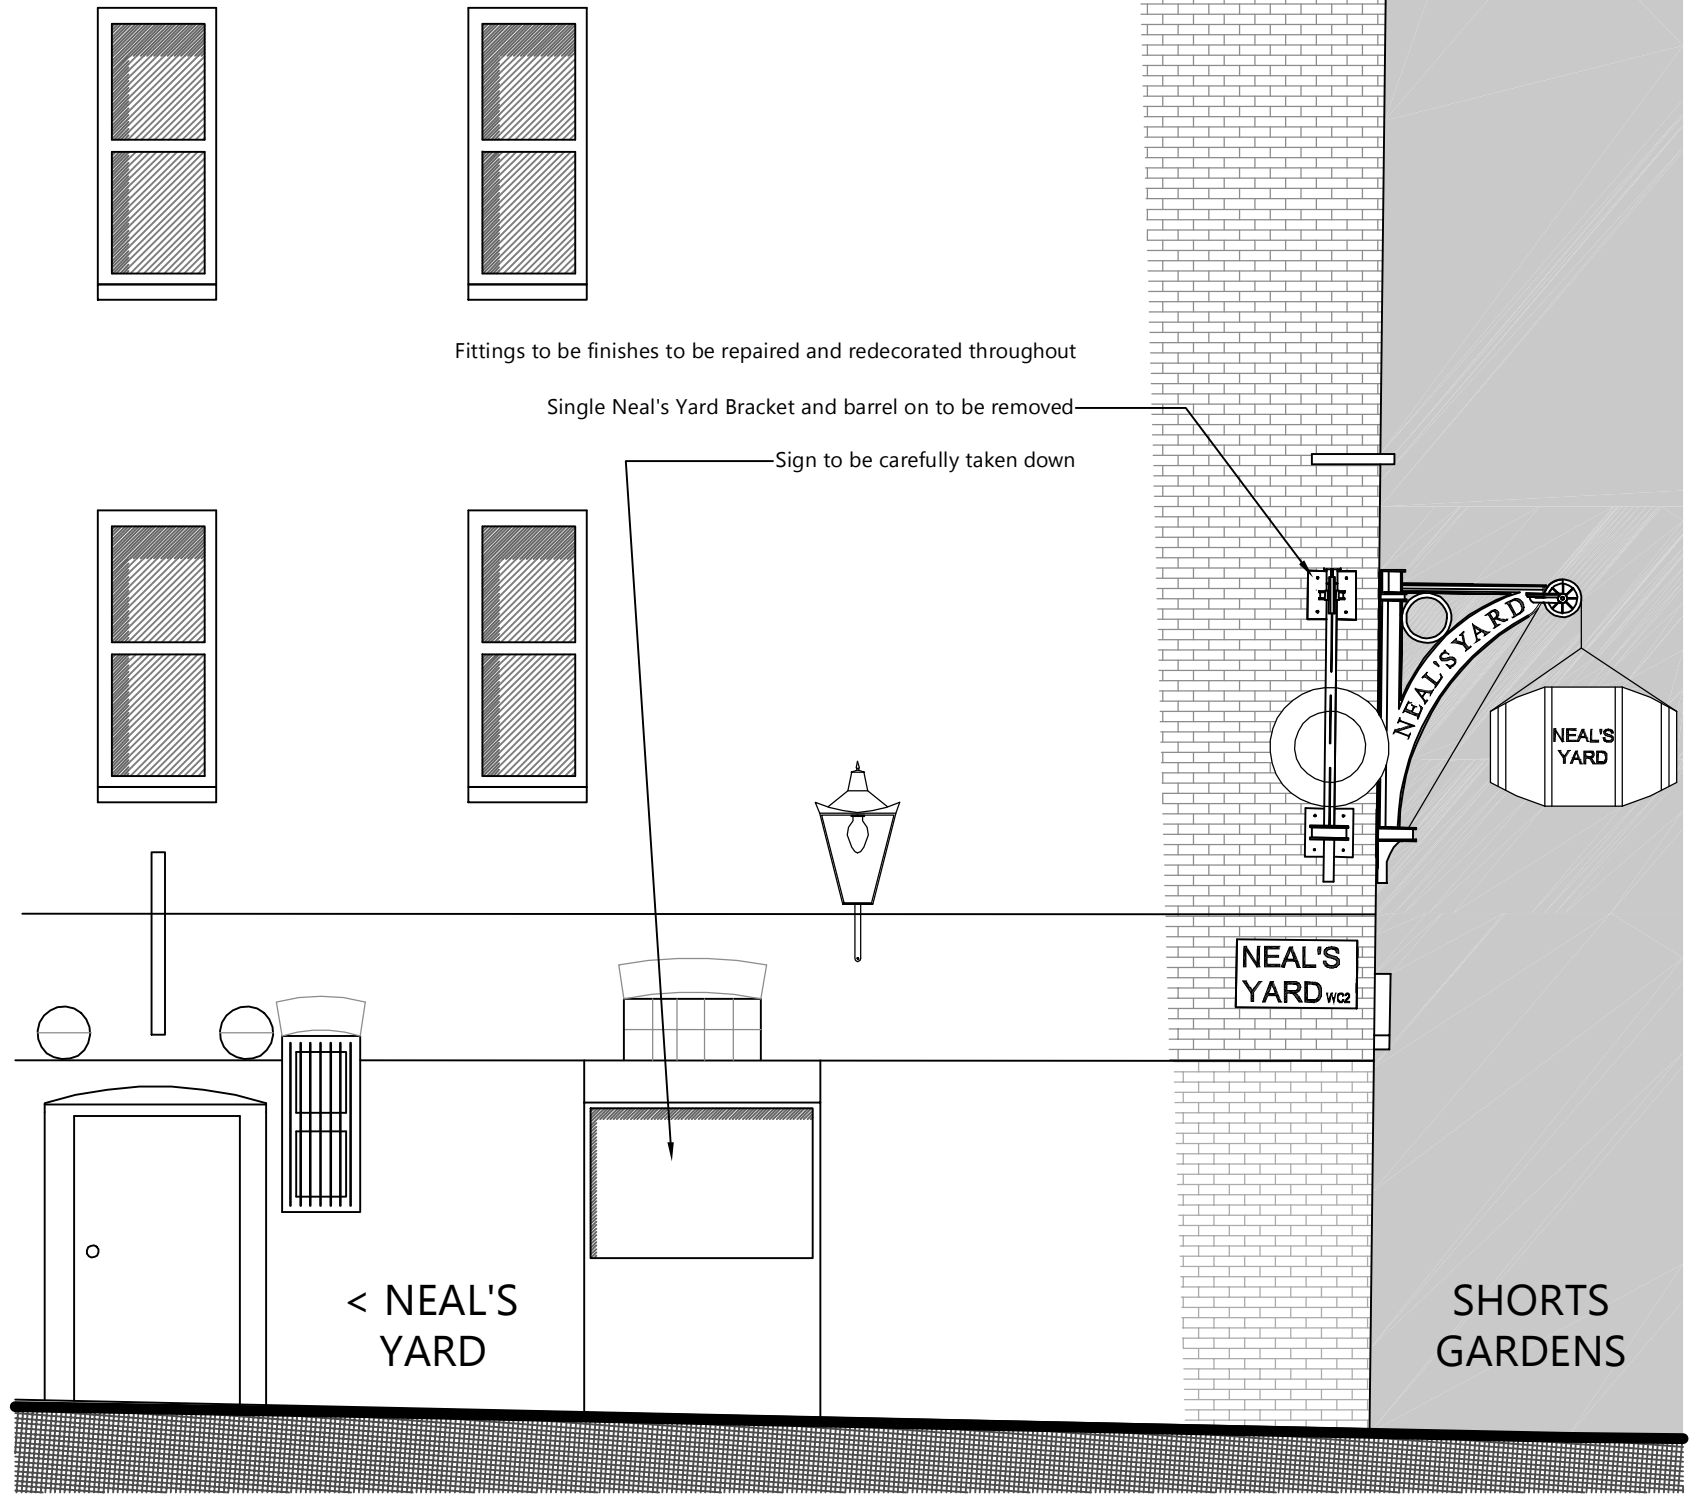 Fittings to be finishes to be repaired and redecorated throughout
Single Neal's Yard Bracket and barrel on to be removed
Sign to be carefully taken down
NEAL'S YARD
NEAL'S
YARD
NEAL'S
YARD WC2
< NEAL'S
YARD
SHORTS
GARDENS